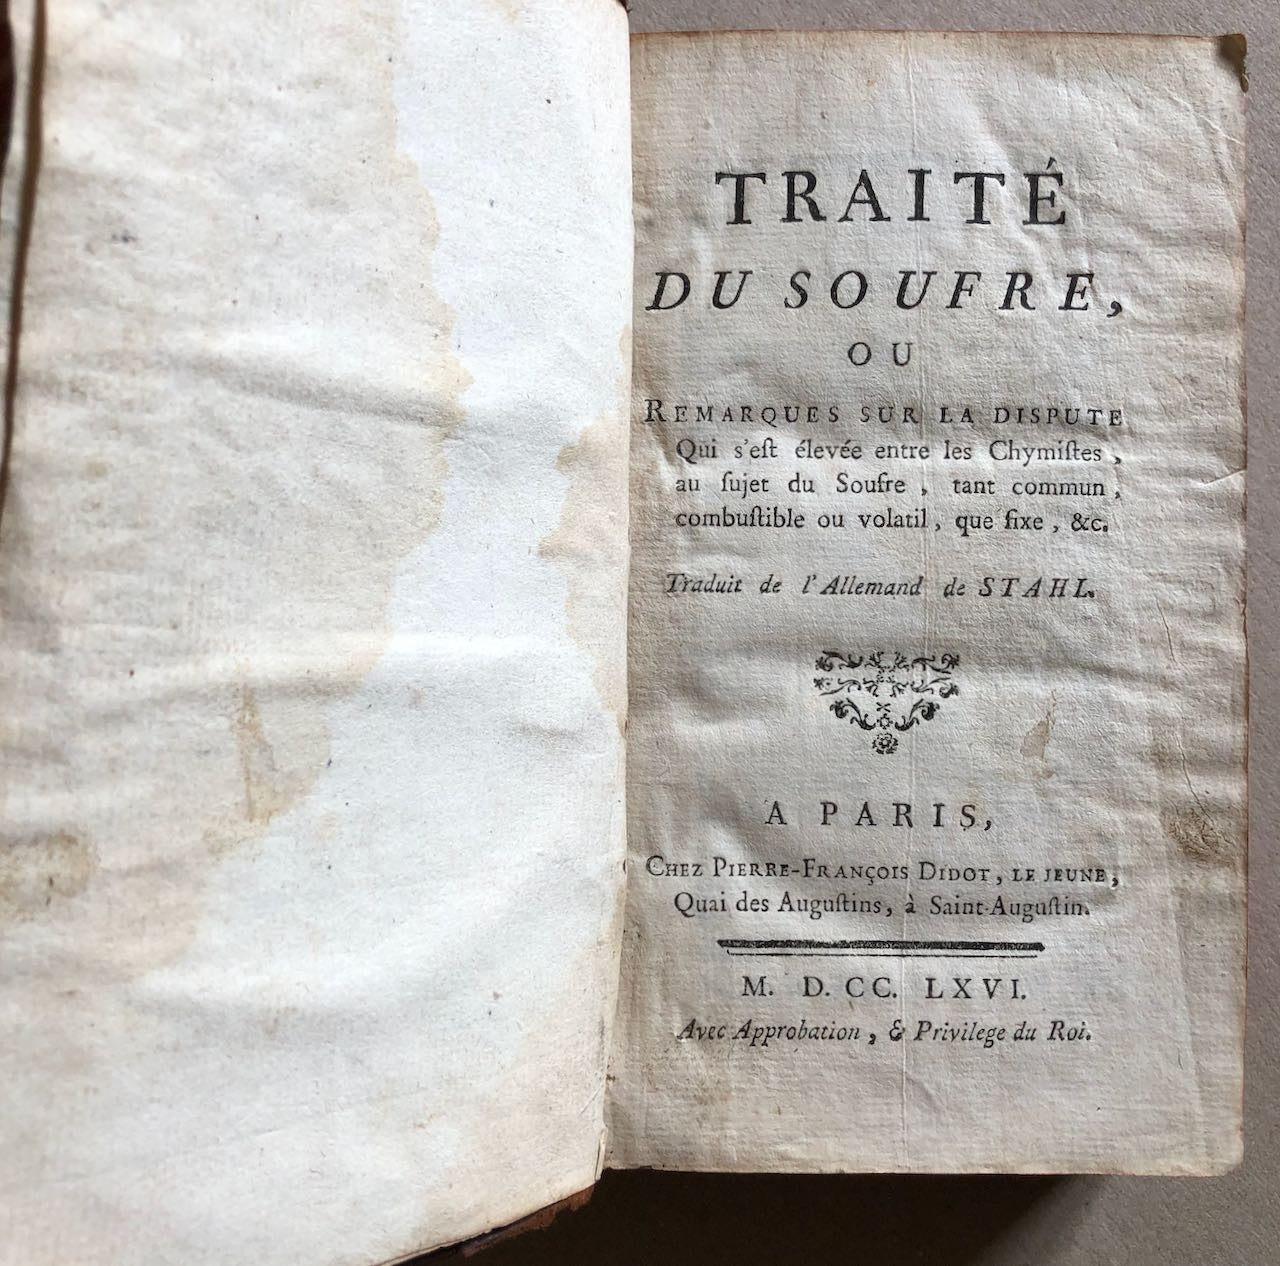 TRAITÉ
DU SOUFRE,
OU
REMARQUES SUR LA DISPUTE
Qui s'eſt élevée entre les Chymiſtes,
au ſujet du Soufre, tant commun,
combuſtible ou volatil, que fixe, &c.
Traduit de l'Allemand de STAHL.
A PARIS,
CHEZ PIERRE-FRANÇOIS DIDOT, LE JEUNE,
Quai des Auguſtins, à Saint-Auguſtin.
M. D. CC. LXVI.
Avec Approbation, & Privilege du Roi.